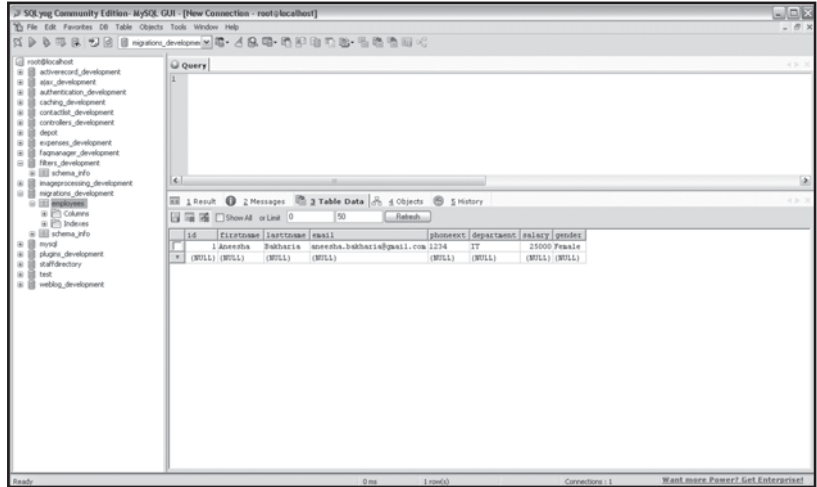 SQLyog Community Edition- MySQL GUI - [New Connection - root@localhost]
File Edit Favorites DB Table Objects Tools Window Help
migrations_developmen
root@localhost
activerecord_development
ajax_development
authentication_development
caching_development
contactlist_development
controllers_development
depot
expenses_development
faqmanager_development
filters_development
schema_info
imageprocessing_development
migrations_development
employees
Columns
Indexes
schema_info
mysql
plugins_development
staffdirectory
test
weblog_development
Query
1
1 Result 2 Messages 3 Table Data 4 Objects 5 History
Show All or Limit 0 50 Refresh
id firstname lasttname email phoneext department salary gender
1 Aneesha Bakharia aneesha.bakharia@gmail.com 1234 IT 25000 Female
* (NULL) (NULL) (NULL) (NULL) (NULL) (NULL) (NULL) (NULL)
Ready 0 ms 1 row(s) Connections : 1 Want more Power? Get Enterprise!